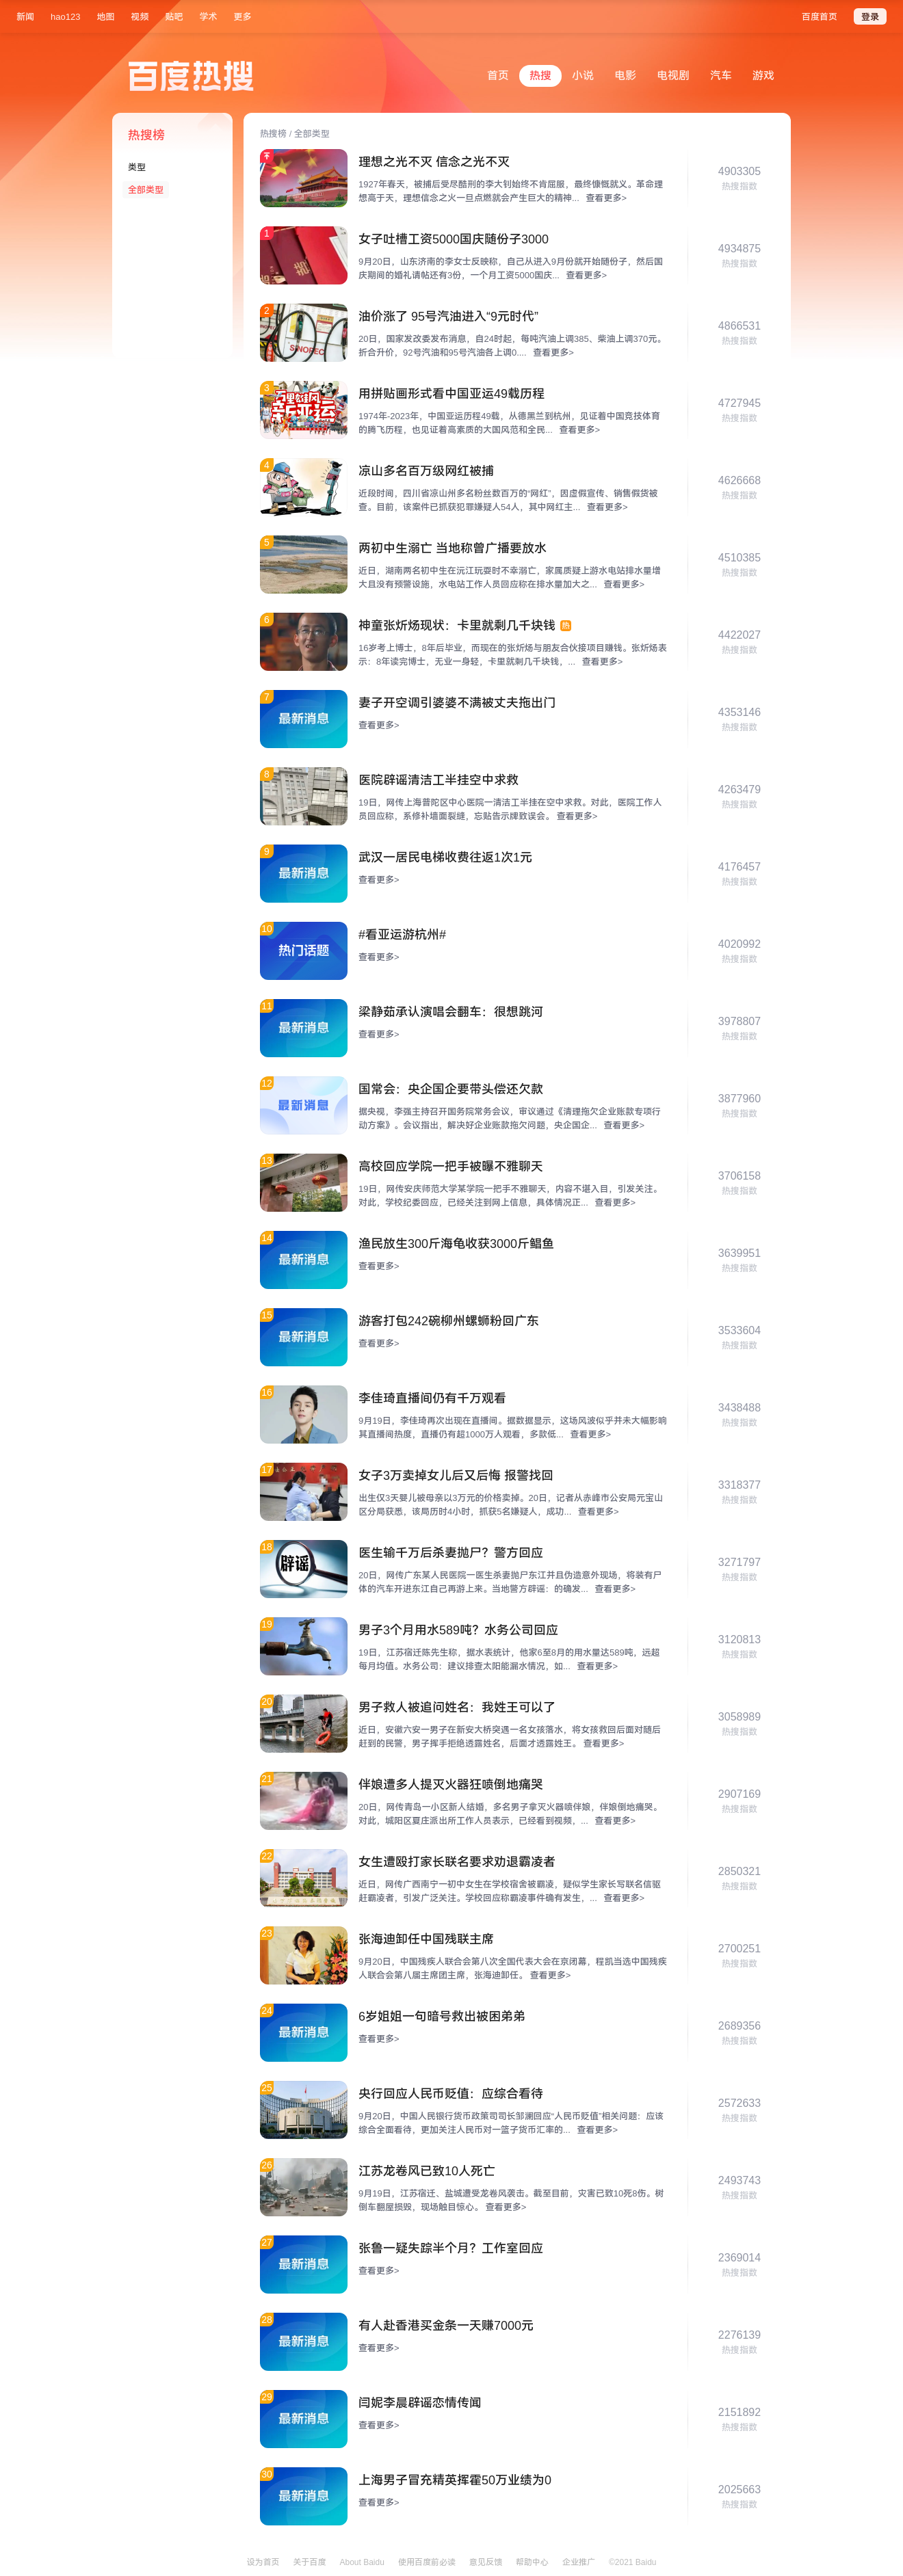 新闻 hao123 地图 视频 贴吧 学术 更多 百度首页 登录
百度热搜
首页 热搜 小说 电影 电视剧 汽车 游戏
热搜榜
类型
全部类型
热搜榜 / 全部类型
理想之光不灭 信念之光不灭
1927年春天，被捕后受尽酷刑的李大钊始终不肯屈服，最终慷慨就义。革命理
想高于天，理想信念之火一旦点燃就会产生巨大的精神... 查看更多>
4903305
热搜指数
1
女子吐槽工资5000国庆随份子3000
9月20日，山东济南的李女士反映称，自己从进入9月份就开始随份子，然后国
庆期间的婚礼请帖还有3份，一个月工资5000国庆... 查看更多>
4934875
热搜指数
2
SINOPEC
油价涨了 95号汽油进入“9元时代”
20日，国家发改委发布消息，自24时起，每吨汽油上调385、柴油上调370元。
折合升价，92号汽油和95号汽油各上调0.... 查看更多>
4866531
热搜指数
3
用拼贴画形式看中国亚运49载历程
1974年-2023年，中国亚运历程49载，从德黑兰到杭州，见证着中国竞技体育
的腾飞历程，也见证着高素质的大国风范和全民... 查看更多>
4727945
热搜指数
4
凉山多名百万级网红被捕
近段时间，四川省凉山州多名粉丝数百万的“网红”，因虚假宣传、销售假货被
查。目前，该案件已抓获犯罪嫌疑人54人，其中网红主... 查看更多>
4626668
热搜指数
5
两初中生溺亡 当地称曾广播要放水
近日，湖南两名初中生在沅江玩耍时不幸溺亡，家属质疑上游水电站排水量增
大且没有预警设施，水电站工作人员回应称在排水量加大之... 查看更多>
4510385
热搜指数
6
神童张炘炀现状：卡里就剩几千块钱 热
16岁考上博士，8年后毕业，而现在的张炘炀与朋友合伙接项目赚钱。张炘炀表
示：8年读完博士，无业一身轻，卡里就剩几千块钱，... 查看更多>
4422027
热搜指数
7
最新消息
妻子开空调引婆婆不满被丈夫拖出门
查看更多>
4353146
热搜指数
8
医院辟谣清洁工半挂空中求救
19日，网传上海普陀区中心医院一清洁工半挂在空中求救。对此，医院工作人
员回应称，系修补墙面裂缝，忘贴告示牌致误会。 查看更多>
4263479
热搜指数
9
最新消息
武汉一居民电梯收费往返1次1元
查看更多>
4176457
热搜指数
10
热门话题
#看亚运游杭州#
查看更多>
4020992
热搜指数
11
最新消息
梁静茹承认演唱会翻车：很想跳河
查看更多>
3978807
热搜指数
12
最新消息
国常会：央企国企要带头偿还欠款
据央视，李强主持召开国务院常务会议，审议通过《清理拖欠企业账款专项行
动方案》。会议指出，解决好企业账款拖欠问题，央企国企... 查看更多>
3877960
热搜指数
13
高校回应学院一把手被曝不雅聊天
19日，网传安庆师范大学某学院一把手不雅聊天，内容不堪入目，引发关注。
对此，学校纪委回应，已经关注到网上信息，具体情况正... 查看更多>
3706158
热搜指数
14
最新消息
渔民放生300斤海龟收获3000斤鲳鱼
查看更多>
3639951
热搜指数
15
最新消息
游客打包242碗柳州螺蛳粉回广东
查看更多>
3533604
热搜指数
16
李佳琦直播间仍有千万观看
9月19日，李佳琦再次出现在直播间。据数据显示，这场风波似乎并未大幅影响
其直播间热度，直播仍有超1000万人观看，多款低... 查看更多>
3438488
热搜指数
17
女子3万卖掉女儿后又后悔 报警找回
出生仅3天婴儿被母亲以3万元的价格卖掉。20日，记者从赤峰市公安局元宝山
区分局获悉，该局历时4小时，抓获5名嫌疑人，成功... 查看更多>
3318377
热搜指数
18
辟谣
医生输千万后杀妻抛尸？警方回应
20日，网传广东某人民医院一医生杀妻抛尸东江并且伪造意外现场，将装有尸
体的汽车开进东江自己再游上来。当地警方辟谣：的确发... 查看更多>
3271797
热搜指数
19
男子3个月用水589吨？水务公司回应
19日，江苏宿迁陈先生称，据水表统计，他家6至8月的用水量达589吨，远超
每月均值。水务公司：建议排查太阳能漏水情况，如... 查看更多>
3120813
热搜指数
20
男子救人被追问姓名：我姓王可以了
近日，安徽六安一男子在新安大桥突遇一名女孩落水，将女孩救回后面对随后
赶到的民警，男子挥手拒绝透露姓名，后面才透露姓王。 查看更多>
3058989
热搜指数
21
伴娘遭多人提灭火器狂喷倒地痛哭
20日，网传青岛一小区新人结婚，多名男子拿灭火器喷伴娘，伴娘倒地痛哭。
对此，城阳区夏庄派出所工作人员表示，已经看到视频，... 查看更多>
2907169
热搜指数
22
女生遭殴打家长联名要求劝退霸凌者
近日，网传广西南宁一初中女生在学校宿舍被霸凌，疑似学生家长写联名信驱
赶霸凌者，引发广泛关注。学校回应称霸凌事件确有发生，... 查看更多>
2850321
热搜指数
23
张海迪卸任中国残联主席
9月20日，中国残疾人联合会第八次全国代表大会在京闭幕，程凯当选中国残疾
人联合会第八届主席团主席，张海迪卸任。 查看更多>
2700251
热搜指数
24
最新消息
6岁姐姐一句暗号救出被困弟弟
查看更多>
2689356
热搜指数
25
央行回应人民币贬值：应综合看待
9月20日，中国人民银行货币政策司司长邹澜回应“人民币贬值”相关问题：应该
综合全面看待，更加关注人民币对一篮子货币汇率的... 查看更多>
2572633
热搜指数
26
江苏龙卷风已致10人死亡
9月19日，江苏宿迁、盐城遭受龙卷风袭击。截至目前，灾害已致10死8伤。树
倒车翻屋损毁，现场触目惊心。 查看更多>
2493743
热搜指数
27
最新消息
张鲁一疑失踪半个月？工作室回应
查看更多>
2369014
热搜指数
28
最新消息
有人赴香港买金条一天赚7000元
查看更多>
2276139
热搜指数
29
最新消息
闫妮李晨辟谣恋情传闻
查看更多>
2151892
热搜指数
30
最新消息
上海男子冒充精英挥霍50万业绩为0
查看更多>
2025663
热搜指数
设为首页 关于百度 About Baidu 使用百度前必读 意见反馈 帮助中心 企业推广 ©2021 Baidu